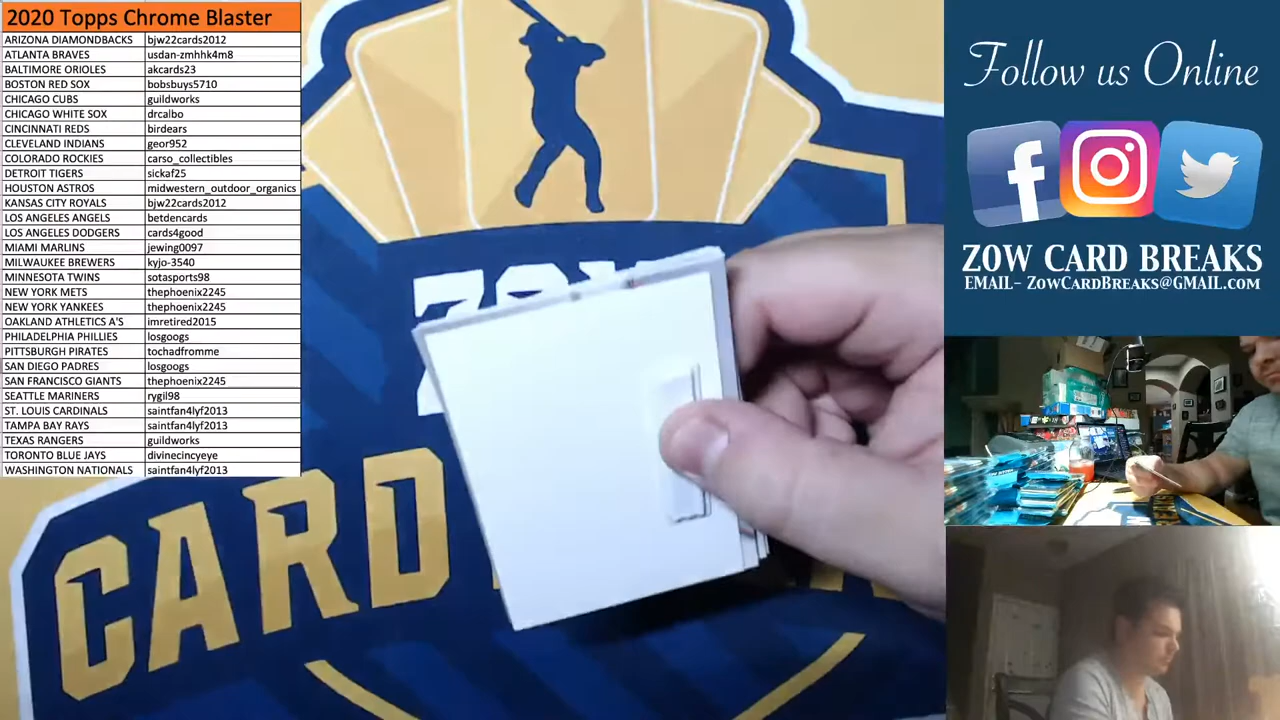 2020 Topps Chrome Blaster
ARIZONA DIAMONDBACKS bjw22cards2012
ATLANTA BRAVES usdan-zmhhk4m8
BALTIMORE ORIOLES akcards23
BOSTON RED SOX bobsbuys5710
CHICAGO CUBS guildworks
CHICAGO WHITE SOX drcalbo
CINCINNATI REDS birdears
CLEVELAND INDIANS geor952
COLORADO ROCKIES carso_collectibles
DETROIT TIGERS sickaf25
HOUSTON ASTROS midwestern_outdoor_organics
KANSAS CITY ROYALS bjw22cards2012
LOS ANGELES ANGELS betdencards
LOS ANGELES DODGERS cards4good
MIAMI MARLINS jewing0097
MILWAUKEE BREWERS kyjo-3540
MINNESOTA TWINS sotasports98
NEW YORK METS thephoenix2245
NEW YORK YANKEES thephoenix2245
OAKLAND ATHLETICS A'S imretired2015
PHILADELPHIA PHILLIES losgoogs
PITTSBURGH PIRATES tochadfromme
SAN DIEGO PADRES losgoogs
SAN FRANCISCO GIANTS thephoenix2245
SEATTLE MARINERS rygil98
ST. LOUIS CARDINALS saintfan4lyf2013
TAMPA BAY RAYS saintfan4lyf2013
TEXAS RANGERS guildworks
TORONTO BLUE JAYS divinecincyeye
WASHINGTON NATIONALS saintfan4lyf2013
CARD
Follow us Online
ZOW CARD BREAKS
EMAIL- ZOWCARDBREAKS@GMAIL.COM